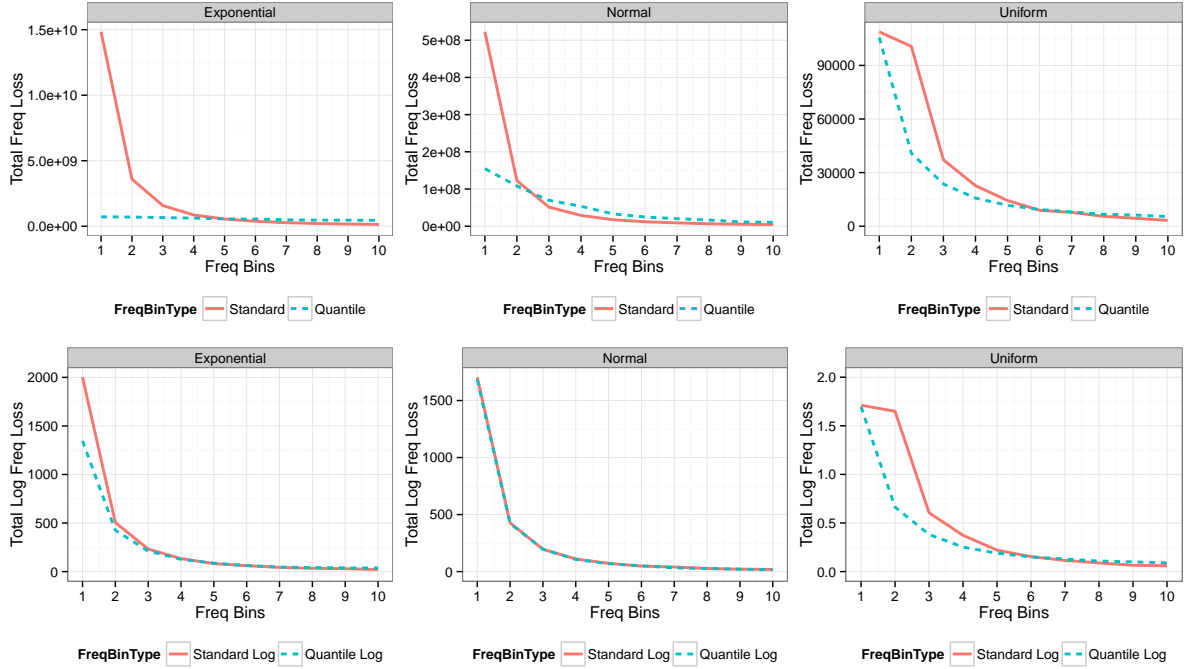 Exponential
Total Freq Loss
1.5e+10
1.0e+10
5.0e+09
0.0e+00
1 2 3 4 5 6 7 8 9 10
Freq Bins
FreqBinType Standard Quantile
Normal
Total Freq Loss
5e+08
4e+08
3e+08
2e+08
1e+08
0e+00
1 2 3 4 5 6 7 8 9 10
Freq Bins
FreqBinType Standard Quantile
Uniform
Total Freq Loss
90000
60000
30000
0
1 2 3 4 5 6 7 8 9 10
Freq Bins
FreqBinType Standard Quantile
Exponential
Total Log Freq Loss
2000
1500
1000
500
0
1 2 3 4 5 6 7 8 9 10
Freq Bins
FreqBinType Standard Log Quantile Log
Normal
Total Log Freq Loss
1500
1000
500
0
1 2 3 4 5 6 7 8 9 10
Freq Bins
FreqBinType Standard Log Quantile Log
Uniform
Total Log Freq Loss
2.0
1.5
1.0
0.5
0.0
1 2 3 4 5 6 7 8 9 10
Freq Bins
FreqBinType Standard Log Quantile Log